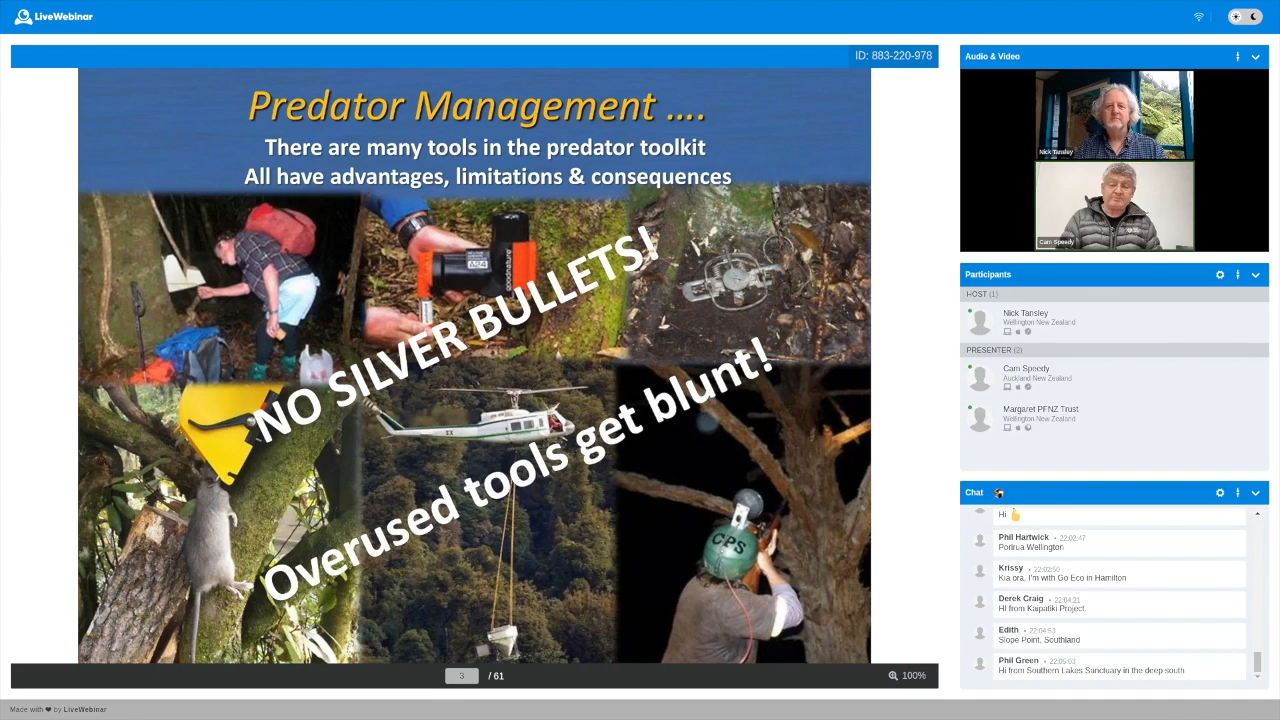 LiveWebinar
ID: 883-220-978
Predator Management ....
There are many tools in the predator toolkit
All have advantages, limitations & consequences
A24
goodnature
NO SILVER BULLETS!
Overused tools get blunt!
CPS
3 / 61
100%
Made with ❤ by LiveWebinar
Audio & Video
Nick Tansley
Cam Speedy
Participants
HOST (1)
Nick Tansley
Wellington New Zealand
PRESENTER (2)
Cam Speedy
Auckland New Zealand
Margaret PFNZ Trust
Wellington New Zealand
Chat
Hi 👍
Phil Hartwick • 22:02:47
Porirua Wellington
Krissy • 22:02:50
Kia ora, I'm with Go Eco in Hamilton
Derek Craig • 22:04:21
HI from Kaipatiki Project.
Edith • 22:04:53
Slope Point, Southland
Phil Green • 22:05:03
Hi from Southern Lakes Sanctuary in the deep south